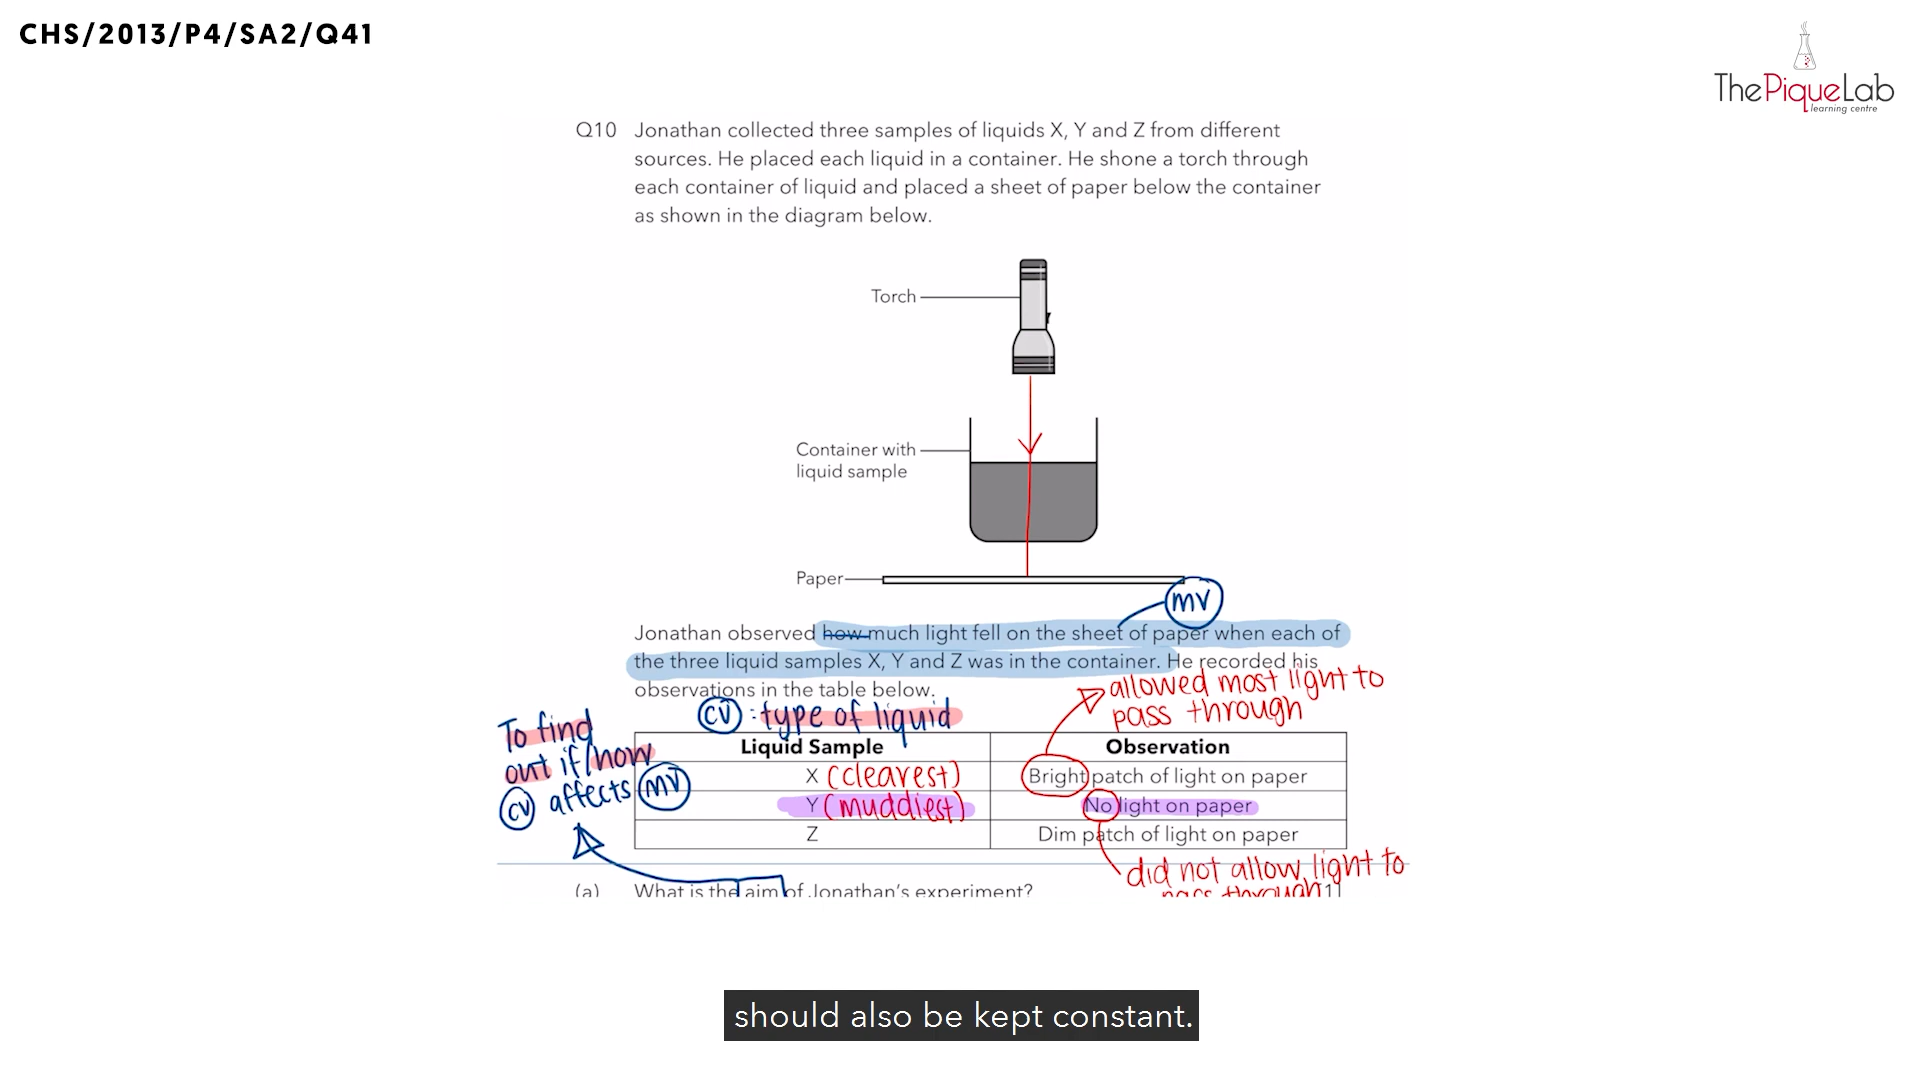 CHS/2013/P4/SA2/Q41
ThePiqueLab
learning centre
Q10 Jonathan collected three samples of liquids X, Y and Z from different
sources. He placed each liquid in a container. He shone a torch through
each container of liquid and placed a sheet of paper below the container
as shown in the diagram below.
Torch
Container with
liquid sample
Paper
MV
Jonathan observed how much light fell on the sheet of paper when each of
the three liquid samples X, Y and Z was in the container. He recorded his
observations in the table below.
allowed most light to
pass through
CV : type of liquid
To find
out if/how
CV affects MV
Liquid Sample Observation
X (clearest) Bright patch of light on paper
Y (muddiest) No light on paper
Z Dim patch of light on paper
did not allow light to
pass through
(a) What is the aim of Jonathan's experiment? 1]
should also be kept constant.